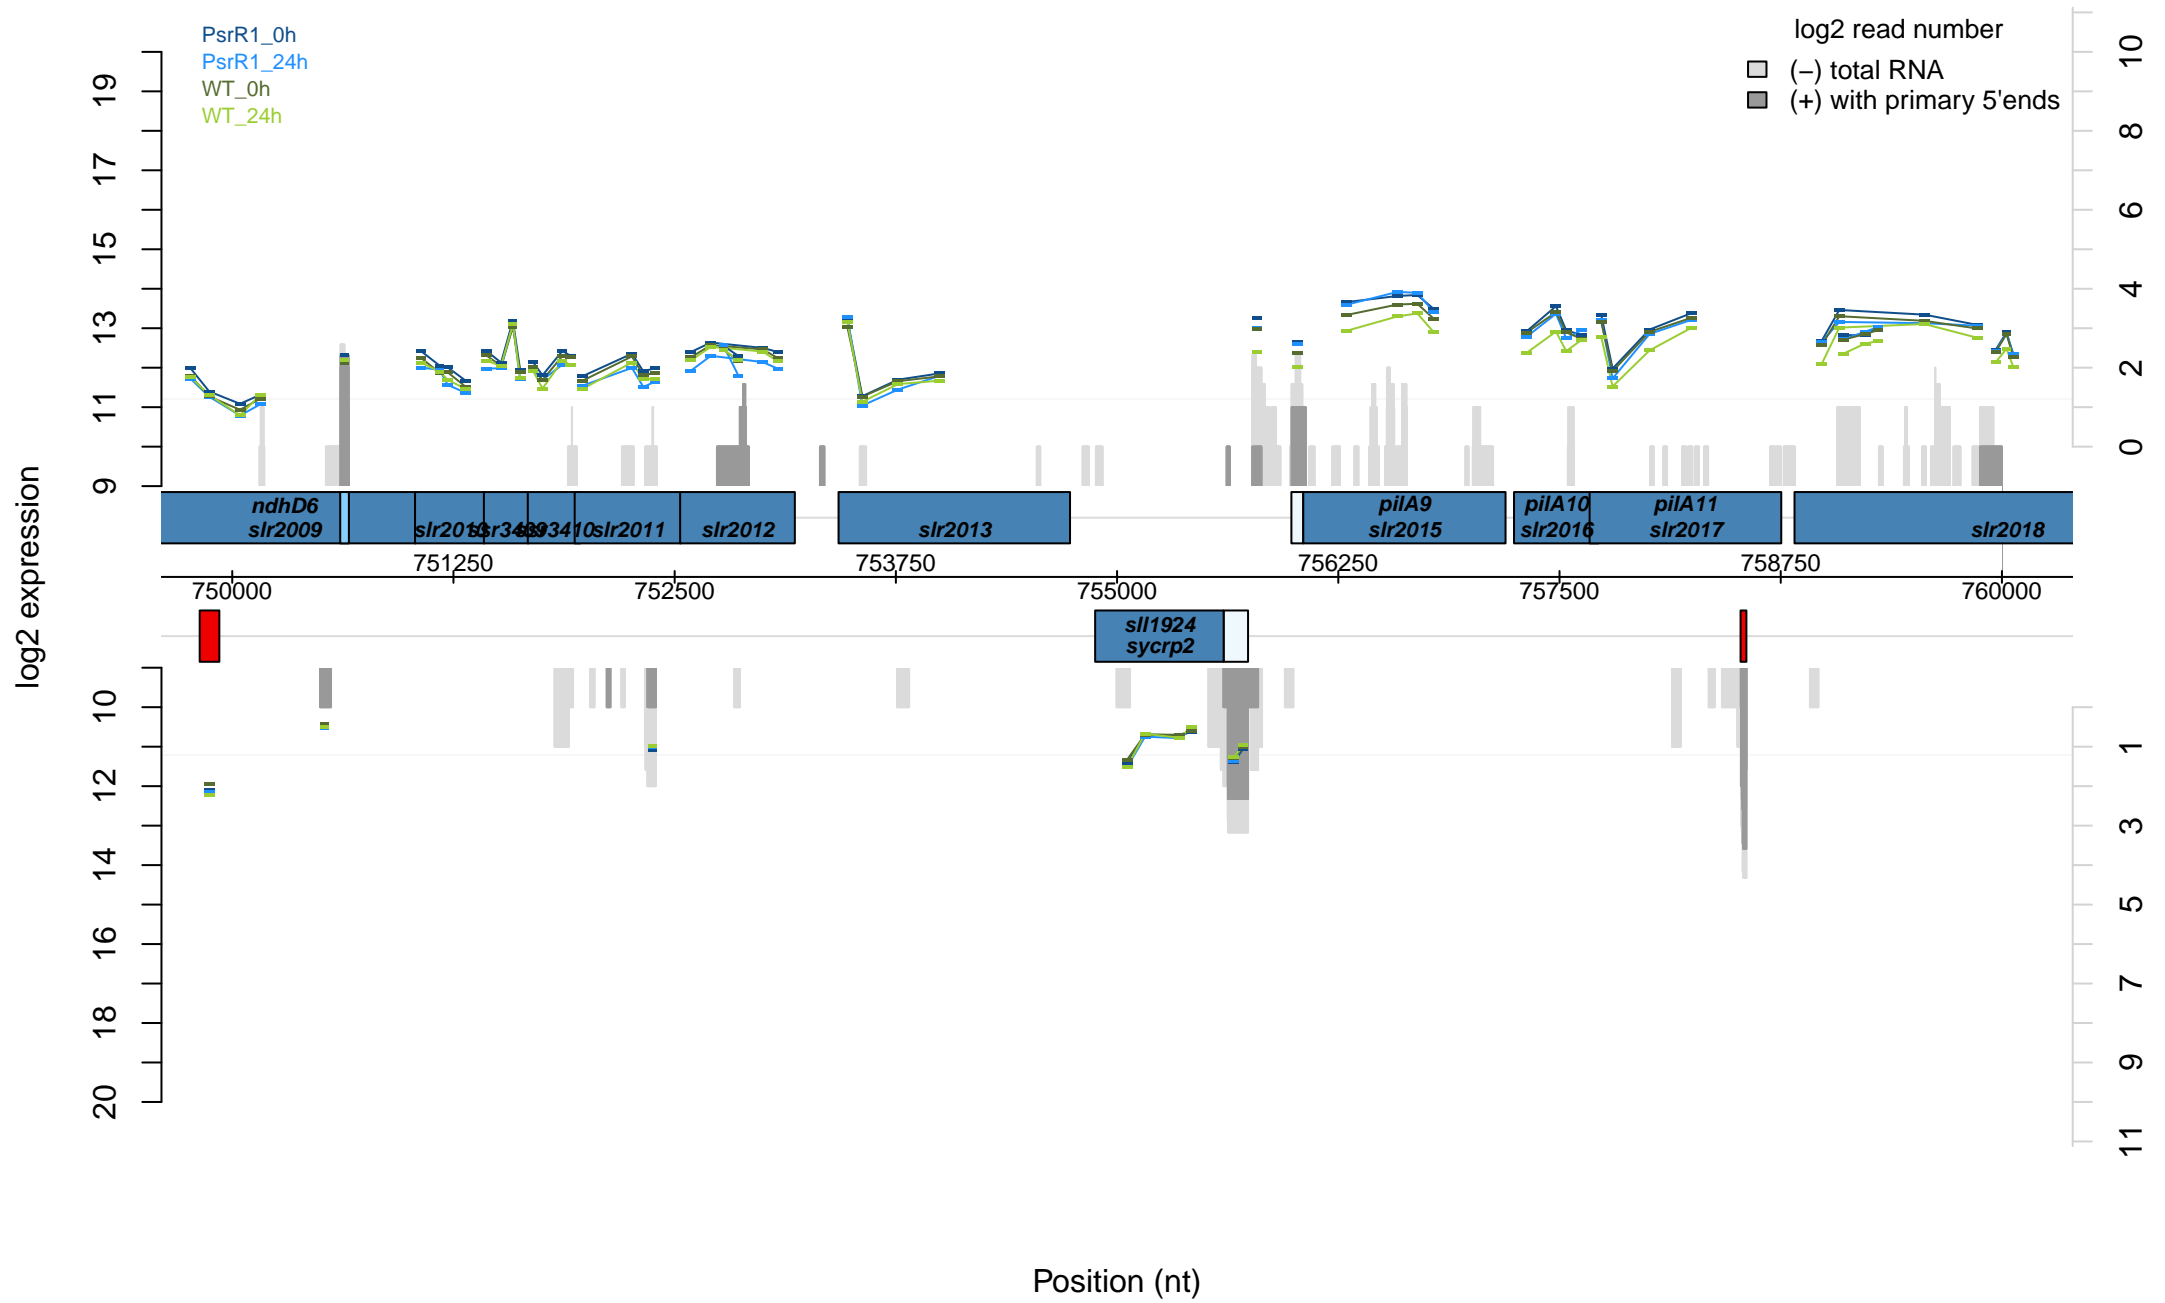 PsrR1_0h
PsrR1_24h
WT_0h
WT_24h
log2 read number
(−) total RNA
(+) with primary 5'ends
19
17
15
13
11
9
10
8
6
4
2
0
log2 expression
ndhD6
slr2009
slr2010
ssr3409
ssr3410
slr2011
slr2012
slr2013
pilA9
slr2015
pilA10
slr2016
pilA11
slr2017
slr2018
751250 753750 756250 758750
750000 752500 755000 757500 760000
sll1924
sycrp2
10
12
14
16
18
20
1
3
5
7
9
11
Position (nt)